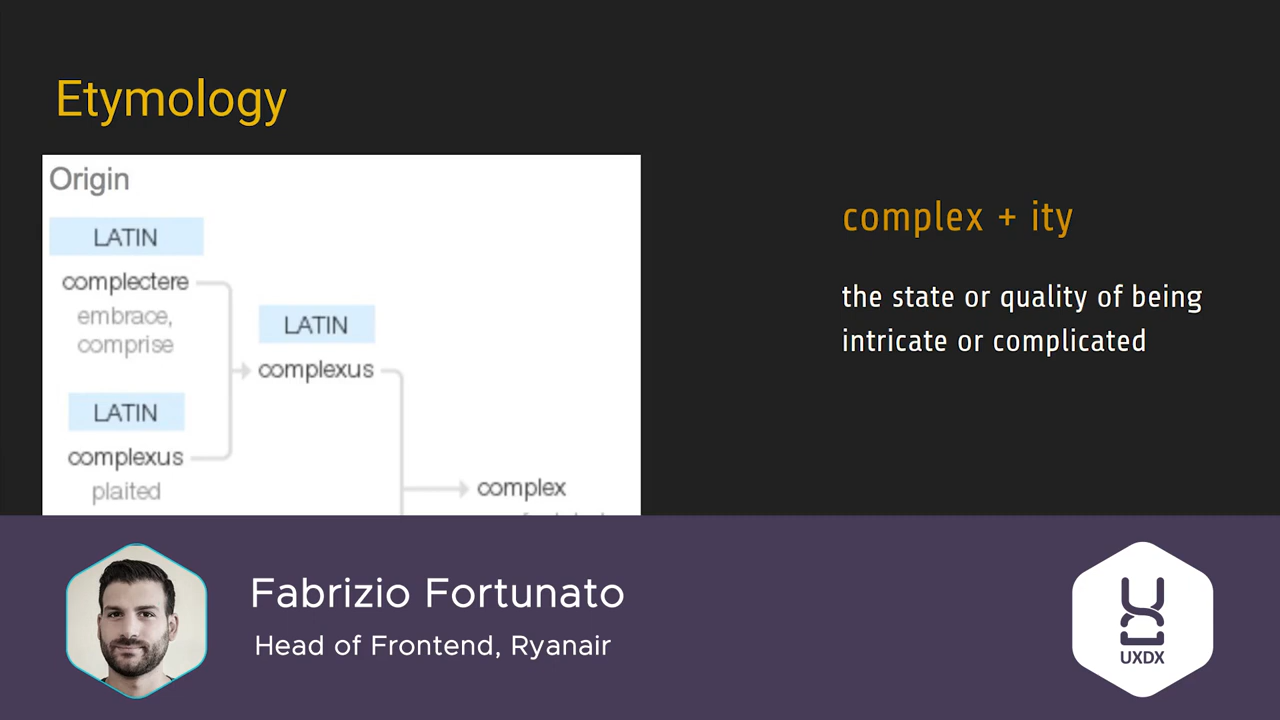 Etymology
Origin
LATIN
complectere
embrace,
comprise
LATIN
complexus
LATIN
complexus
plaited
complex
complex + ity
the state or quality of being
intricate or complicated
Fabrizio Fortunato
Head of Frontend, Ryanair
UXDX